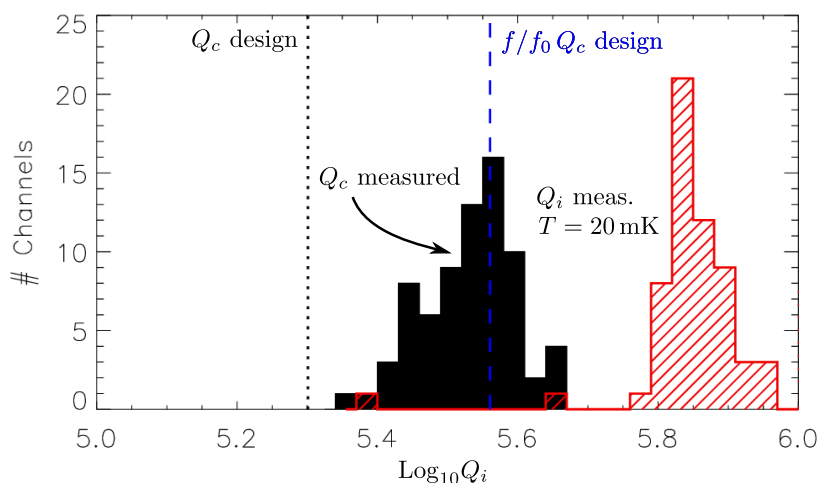 25
20
15
10
5
0
# Channels
Q_c design
f/f_0 Q_c design
Q_c measured
Q_i meas.
T = 20 mK
5.0 5.2 5.4 5.6 5.8 6.0
Log_10 Q_i